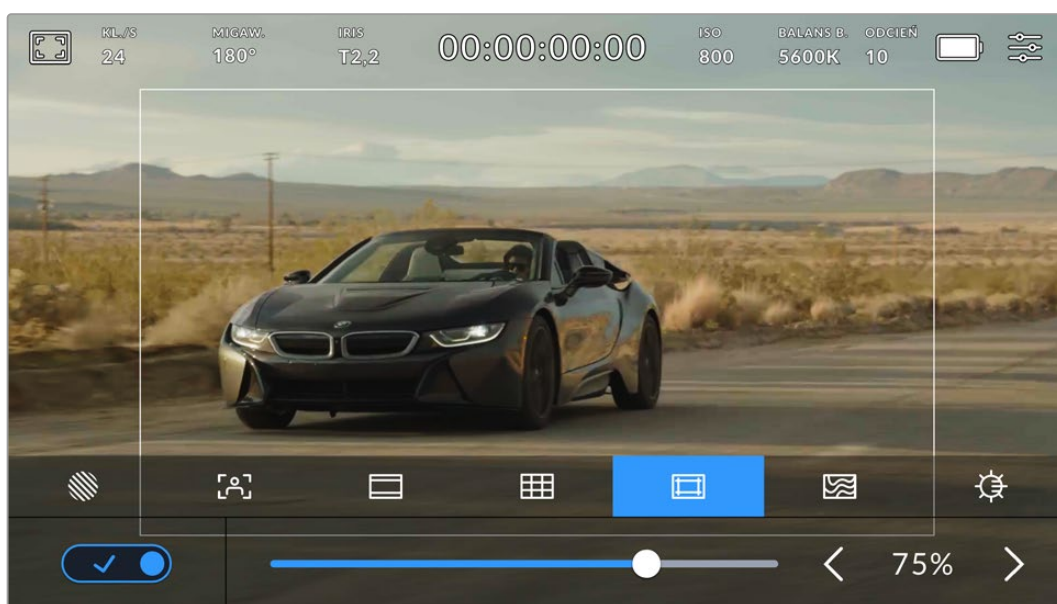 KL./S MIGAW. IRIS 00:00:00:00 ISO BALANS B. ODCIEŃ
24 180° T2,2 800 5600K 10
75%